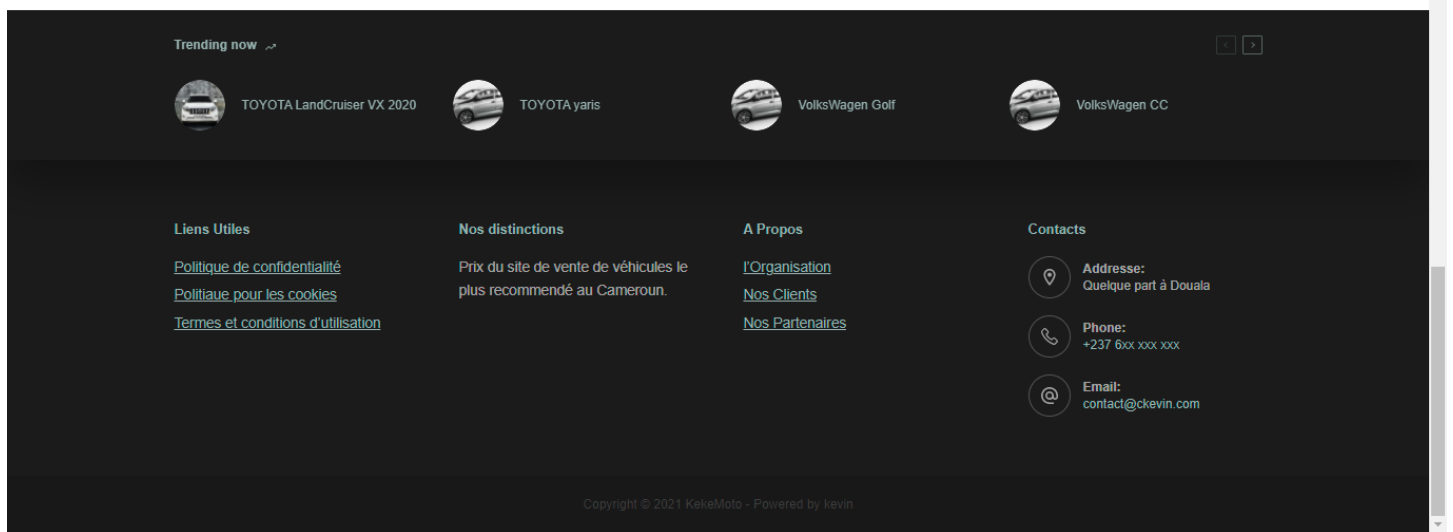 Trending now
TOYOTA LandCruiser VX 2020
TOYOTA yaris
VolksWagen Golf
VolksWagen CC
Liens Utiles
Politique de confidentialité
Politiaue pour les cookies
Termes et conditions d'utilisation
Nos distinctions
Prix du site de vente de véhicules le
plus recommendé au Cameroun.
A Propos
l'Organisation
Nos Clients
Nos Partenaires
Contacts
Addresse:
Quelque part à Douala
Phone:
+237 6xx xxx xxx
Email:
contact@ckevin.com
Copyright © 2021 KekeMoto - Powered by kevin